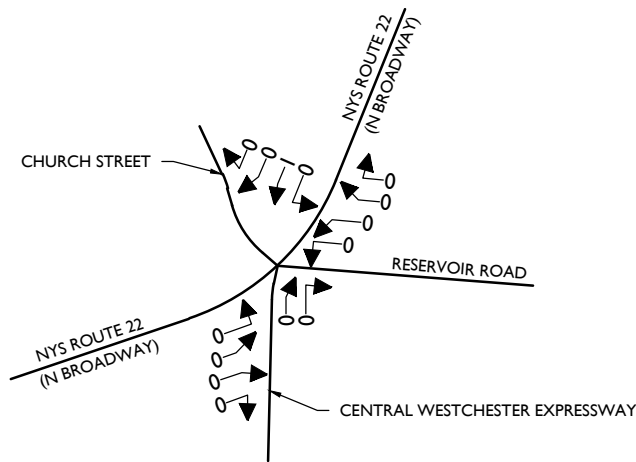 NYS ROUTE 22
(N BROADWAY)
CHURCH STREET
0
0
1
0
0
0
0
0
RESERVOIR ROAD
0
0
NYS ROUTE 22
(N BROADWAY)
0
0
0
0
CENTRAL WESTCHESTER EXPRESSWAY